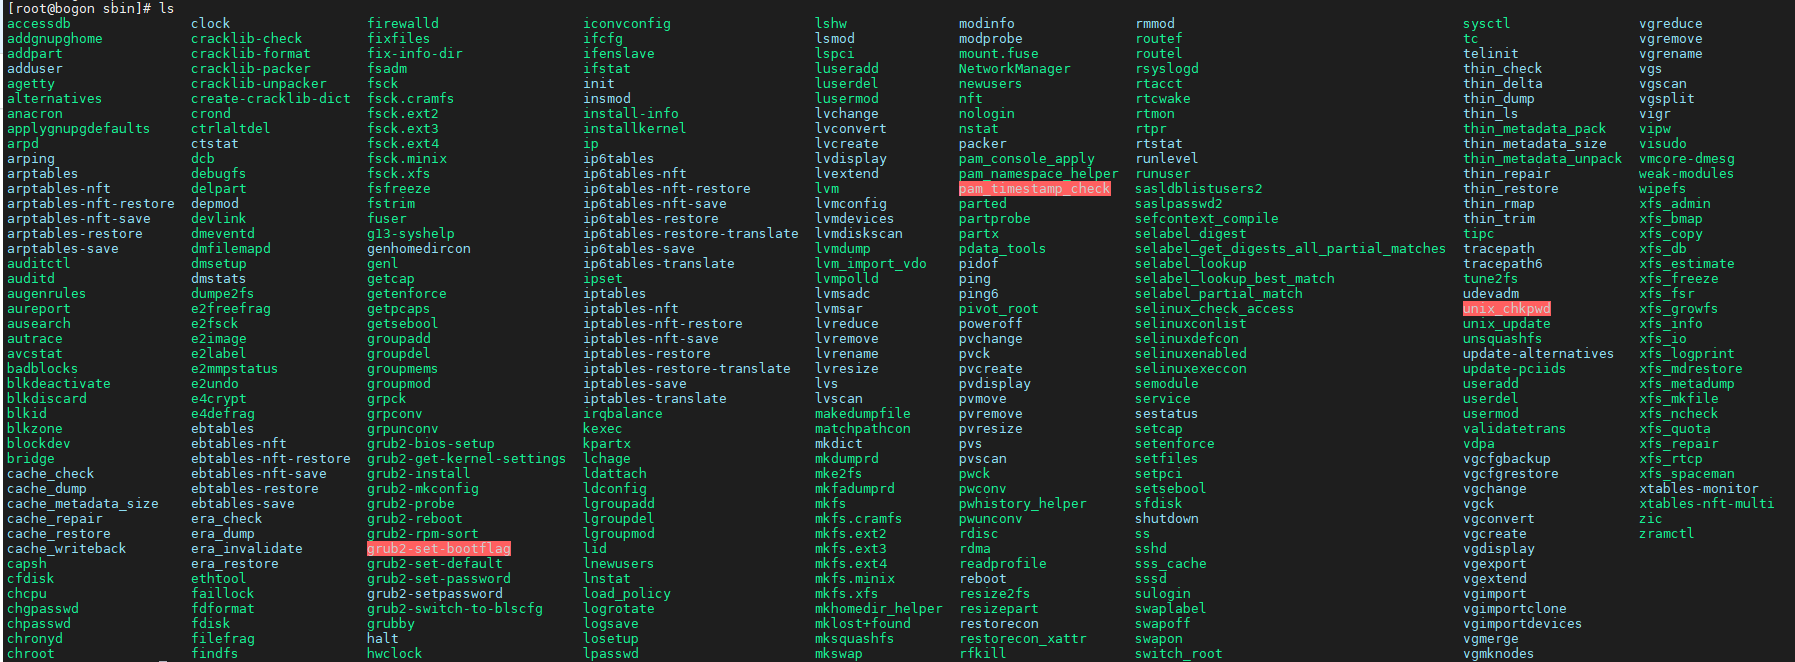 [root@bogon sbin]# ls
accessdb clock firewalld iconvconfig lshw modinfo rmmod sysctl vgreduce
addgnupghome cracklib-check fixfiles ifcfg lsmod modprobe routef tc vgremove
addpart cracklib-format fix-info-dir ifenslave lspci mount.fuse routel telinit vgrename
adduser cracklib-packer fsadm ifstat luseradd NetworkManager rsyslogd thin_check vgs
agetty cracklib-unpacker fsck init luserdel newusers rtacct thin_delta vgscan
alternatives create-cracklib-dict fsck.cramfs insmod lusermod nft rtcwake thin_dump vgsplit
anacron crond fsck.ext2 install-info lvchange nologin rtmon thin_ls vigr
applygnupgdefaults ctrlaltdel fsck.ext3 installkernel lvconvert nstat rtpr thin_metadata_pack vipw
arpd ctstat fsck.ext4 ip lvcreate packer rtstat thin_metadata_size visudo
arping dcb fsck.minix ip6tables lvdisplay pam_console_apply runlevel thin_metadata_unpack vmcore-dmesg
arptables debugfs fsck.xfs ip6tables-nft lvextend pam_namespace_helper runuser thin_repair weak-modules
arptables-nft delpart fsfreeze ip6tables-nft-restore lvm pam_timestamp_check sasldblistusers2 thin_restore wipefs
arptables-nft-restore depmod fstrim ip6tables-nft-save lvmconfig parted saslpasswd2 thin_rmap xfs_admin
arptables-nft-save devlink fuser ip6tables-restore lvmdevices partprobe sefcontext_compile thin_trim xfs_bmap
arptables-restore dmeventd g13-syshelp ip6tables-restore-translate lvmdiskscan partx selabel_digest tipc xfs_copy
arptables-save dmfilemapd genhomedircon ip6tables-save lvmdump pdata_tools selabel_get_digests_all_partial_matches tracepath xfs_db
auditctl dmsetup genl ip6tables-translate lvm_import_vdo pidof selabel_lookup tracepath6 xfs_estimate
auditd dmstats getcap ipset lvmpolld ping selabel_lookup_best_match tune2fs xfs_freeze
augenrules dumpe2fs getenforce iptables lvmsadc ping6 selabel_partial_match udevadm xfs_fsr
aureport e2freefrag getpcaps iptables-nft lvmsar pivot_root selinux_check_access unix_chkpwd xfs_growfs
ausearch e2fsck getsebool iptables-nft-restore lvreduce poweroff selinuxconlist unix_update xfs_info
autrace e2image groupadd iptables-nft-save lvremove pvchange selinuxdefcon unsquashfs xfs_io
avcstat e2label groupdel iptables-restore lvrename pvck selinuxenabled update-alternatives xfs_logprint
badblocks e2mmpstatus groupmems iptables-restore-translate lvresize pvcreate selinuxexeccon update-pciids xfs_mdrestore
blkdeactivate e2undo groupmod iptables-save lvs pvdisplay semodule useradd xfs_metadump
blkdiscard e4crypt grpck iptables-translate lvscan pvmove service userdel xfs_mkfile
blkid e4defrag grpconv irqbalance makedumpfile pvremove sestatus usermod xfs_ncheck
blkzone ebtables grpunconv kexec matchpathcon pvresize setcap validatetrans xfs_quota
blockdev ebtables-nft grub2-bios-setup kpartx mkdict pvs setenforce vdpa xfs_repair
bridge ebtables-nft-restore grub2-get-kernel-settings lchage mkdumprd pvscan setfiles vgcfgbackup xfs_rtcp
cache_check ebtables-nft-save grub2-install ldattach mke2fs pwck setpci vgcfgrestore xfs_spaceman
cache_dump ebtables-restore grub2-mkconfig ldconfig mkfadumprd pwconv setsebool vgchange xtables-monitor
cache_metadata_size ebtables-save grub2-probe lgroupadd mkfs pwhistory_helper sfdisk vgck xtables-nft-multi
cache_repair era_check grub2-reboot lgroupdel mkfs.cramfs pwunconv shutdown vgconvert zic
cache_restore era_dump grub2-rpm-sort lgroupmod mkfs.ext2 rdisc ss vgcreate zramctl
cache_writeback era_invalidate grub2-set-bootflag lid mkfs.ext3 rdma sshd vgdisplay
capsh era_restore grub2-set-default lnewusers mkfs.ext4 readprofile sss_cache vgexport
cfdisk ethtool grub2-set-password lnstat mkfs.minix reboot sssd vgextend
chcpu faillock grub2-setpassword load_policy mkfs.xfs resize2fs sulogin vgimport
chgpasswd fdformat grub2-switch-to-blscfg logrotate mkhomedir_helper resizepart swaplabel vgimportclone
chpasswd fdisk grubby logsave mklost+found restorecon swapoff vgimportdevices
chronyd filefrag halt losetup mksquashfs restorecon_xattr swapon vgmerge
chroot findfs hwclock lpasswd mkswap rfkill switch_root vgmknodes